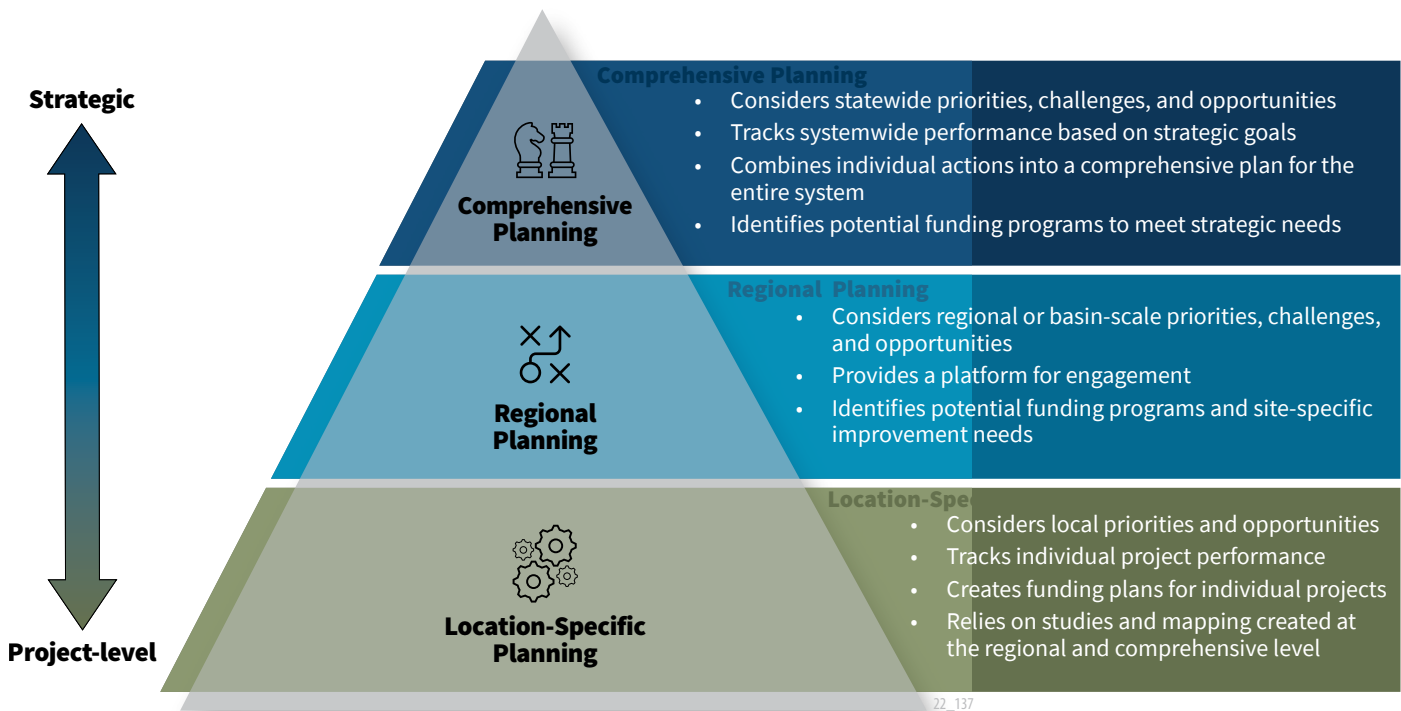 Strategic
Project-level
Comprehensive
Planning
Comprehensive Planning
• Considers statewide priorities, challenges, and opportunities
• Tracks systemwide performance based on strategic goals
• Combines individual actions into a comprehensive plan for the
entire system
• Identifies potential funding programs to meet strategic needs
Regional
Planning
Regional Planning
• Considers regional or basin-scale priorities, challenges,
and opportunities
• Provides a platform for engagement
• Identifies potential funding programs and site-specific
improvement needs
Location-Specific
Planning
Location-Spe
• Considers local priorities and opportunities
• Tracks individual project performance
• Creates funding plans for individual projects
• Relies on studies and mapping created at
the regional and comprehensive level
22_137